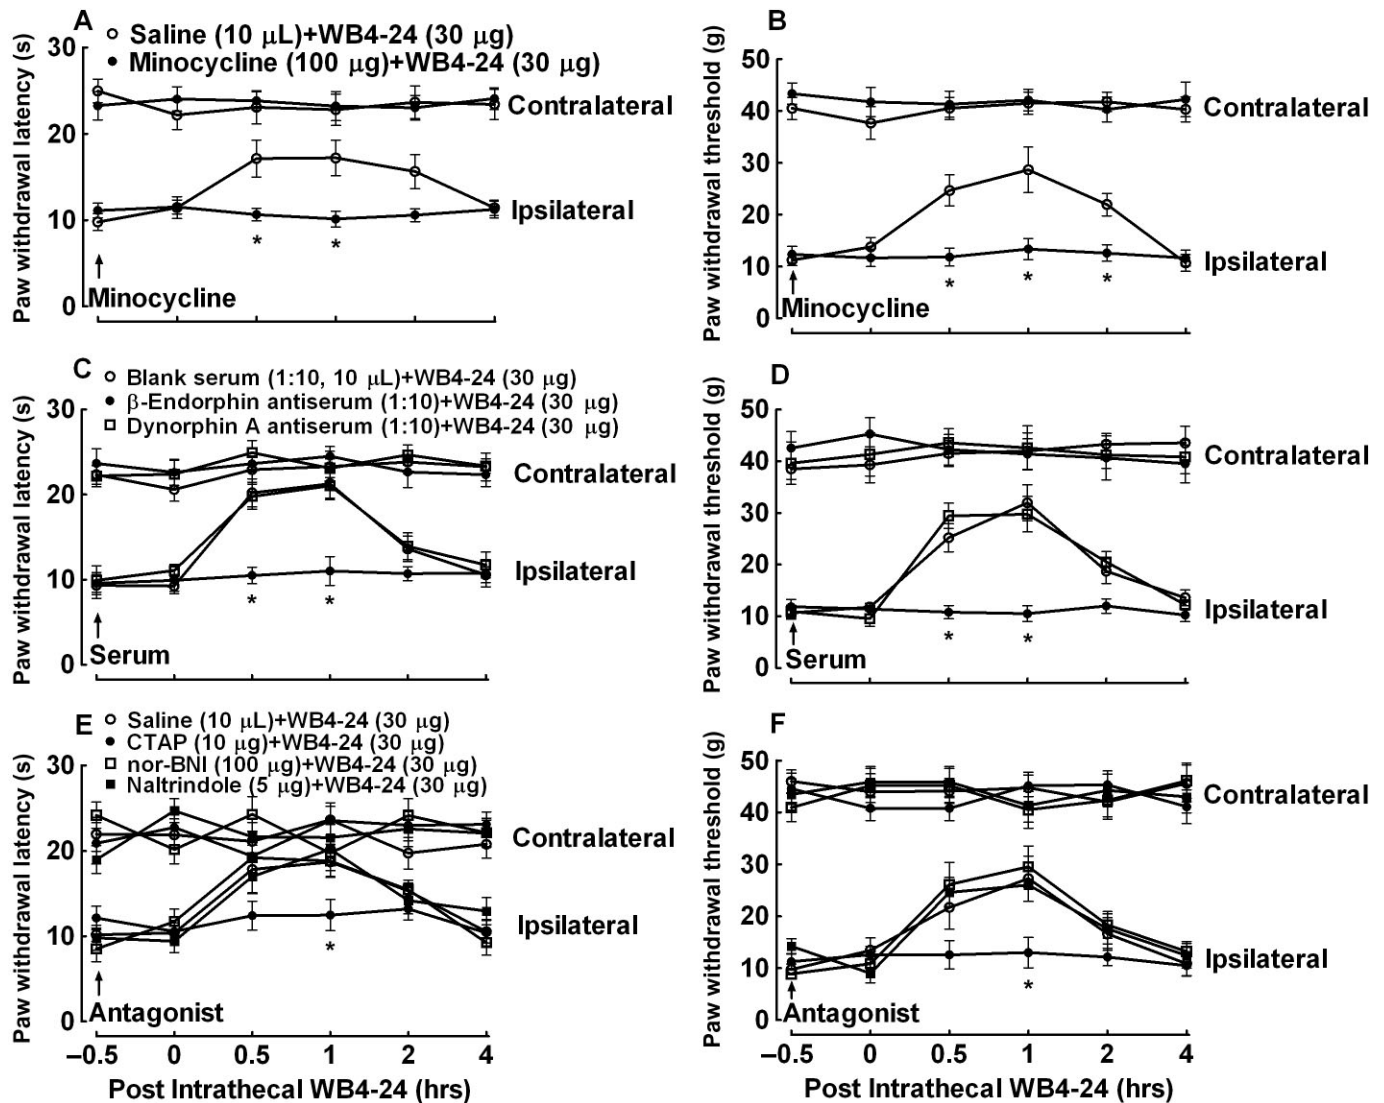 A
Saline (10 μL)+WB4-24 (30 μg)
Minocycline (100 μg)+WB4-24 (30 μg)
Paw withdrawal latency (s)
30
20
10
0
Contralateral
Ipsilateral
* *
Minocycline
B
Paw withdrawal threshold (g)
50
40
30
20
10
0
Contralateral
Ipsilateral
* * *
Minocycline
C
Blank serum (1:10, 10 μL)+WB4-24 (30 μg)
β-Endorphin antiserum (1:10)+WB4-24 (30 μg)
Dynorphin A antiserum (1:10)+WB4-24 (30 μg)
Paw withdrawal latency (s)
30
20
10
0
Contralateral
Ipsilateral
* *
Serum
D
Paw withdrawal threshold (g)
50
40
30
20
10
0
Contralateral
Ipsilateral
* *
Serum
E
Saline (10 μL)+WB4-24 (30 μg)
CTAP (10 μg)+WB4-24 (30 μg)
nor-BNI (100 μg)+WB4-24 (30 μg)
Naltrindole (5 μg)+WB4-24 (30 μg)
Paw withdrawal latency (s)
30
20
10
0
Contralateral
Ipsilateral
*
Antagonist
–0.5 0 0.5 1 2 4
Post Intrathecal WB4-24 (hrs)
F
Paw withdrawal threshold (g)
50
40
30
20
10
0
Contralateral
Ipsilateral
*
Antagonist
–0.5 0 0.5 1 2 4
Post Intrathecal WB4-24 (hrs)